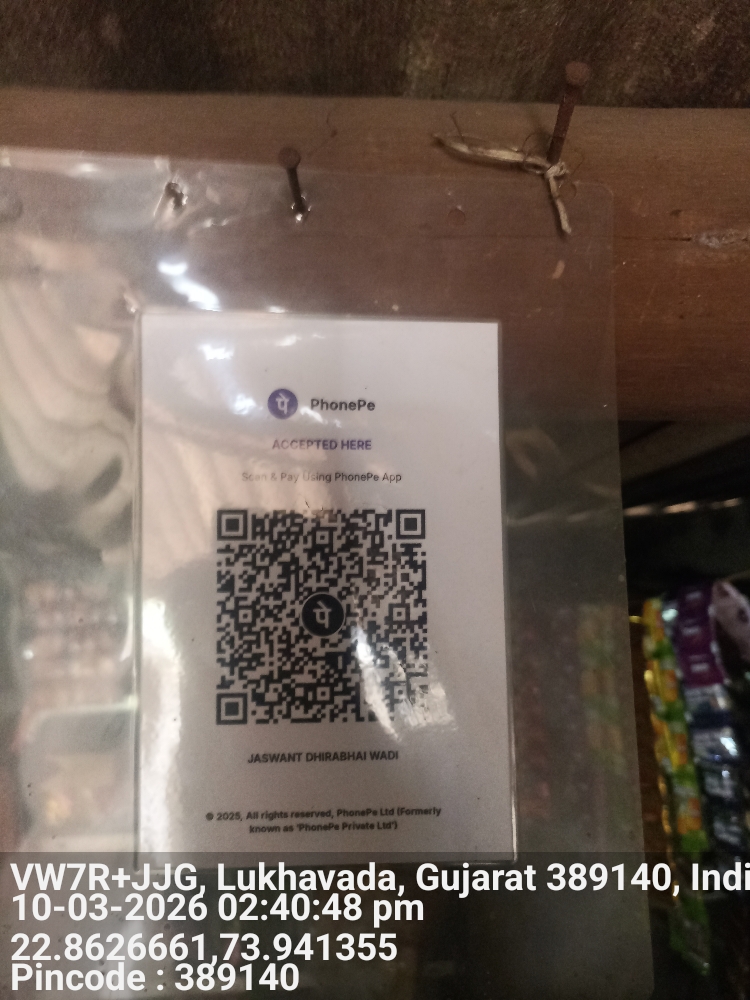 पे PhonePe
ACCEPTED HERE
Scan & Pay Using PhonePe App
पे
JASWANT DHIRABHAI WADI
© 2025, All rights reserved, PhonePe Ltd (Formerly
known as 'PhonePe Private Ltd')
VW7R+JJG, Lukhavada, Gujarat 389140, Indi
10-03-2026 02:40:48 pm
22.8626661,73.941355
Pincode : 389140